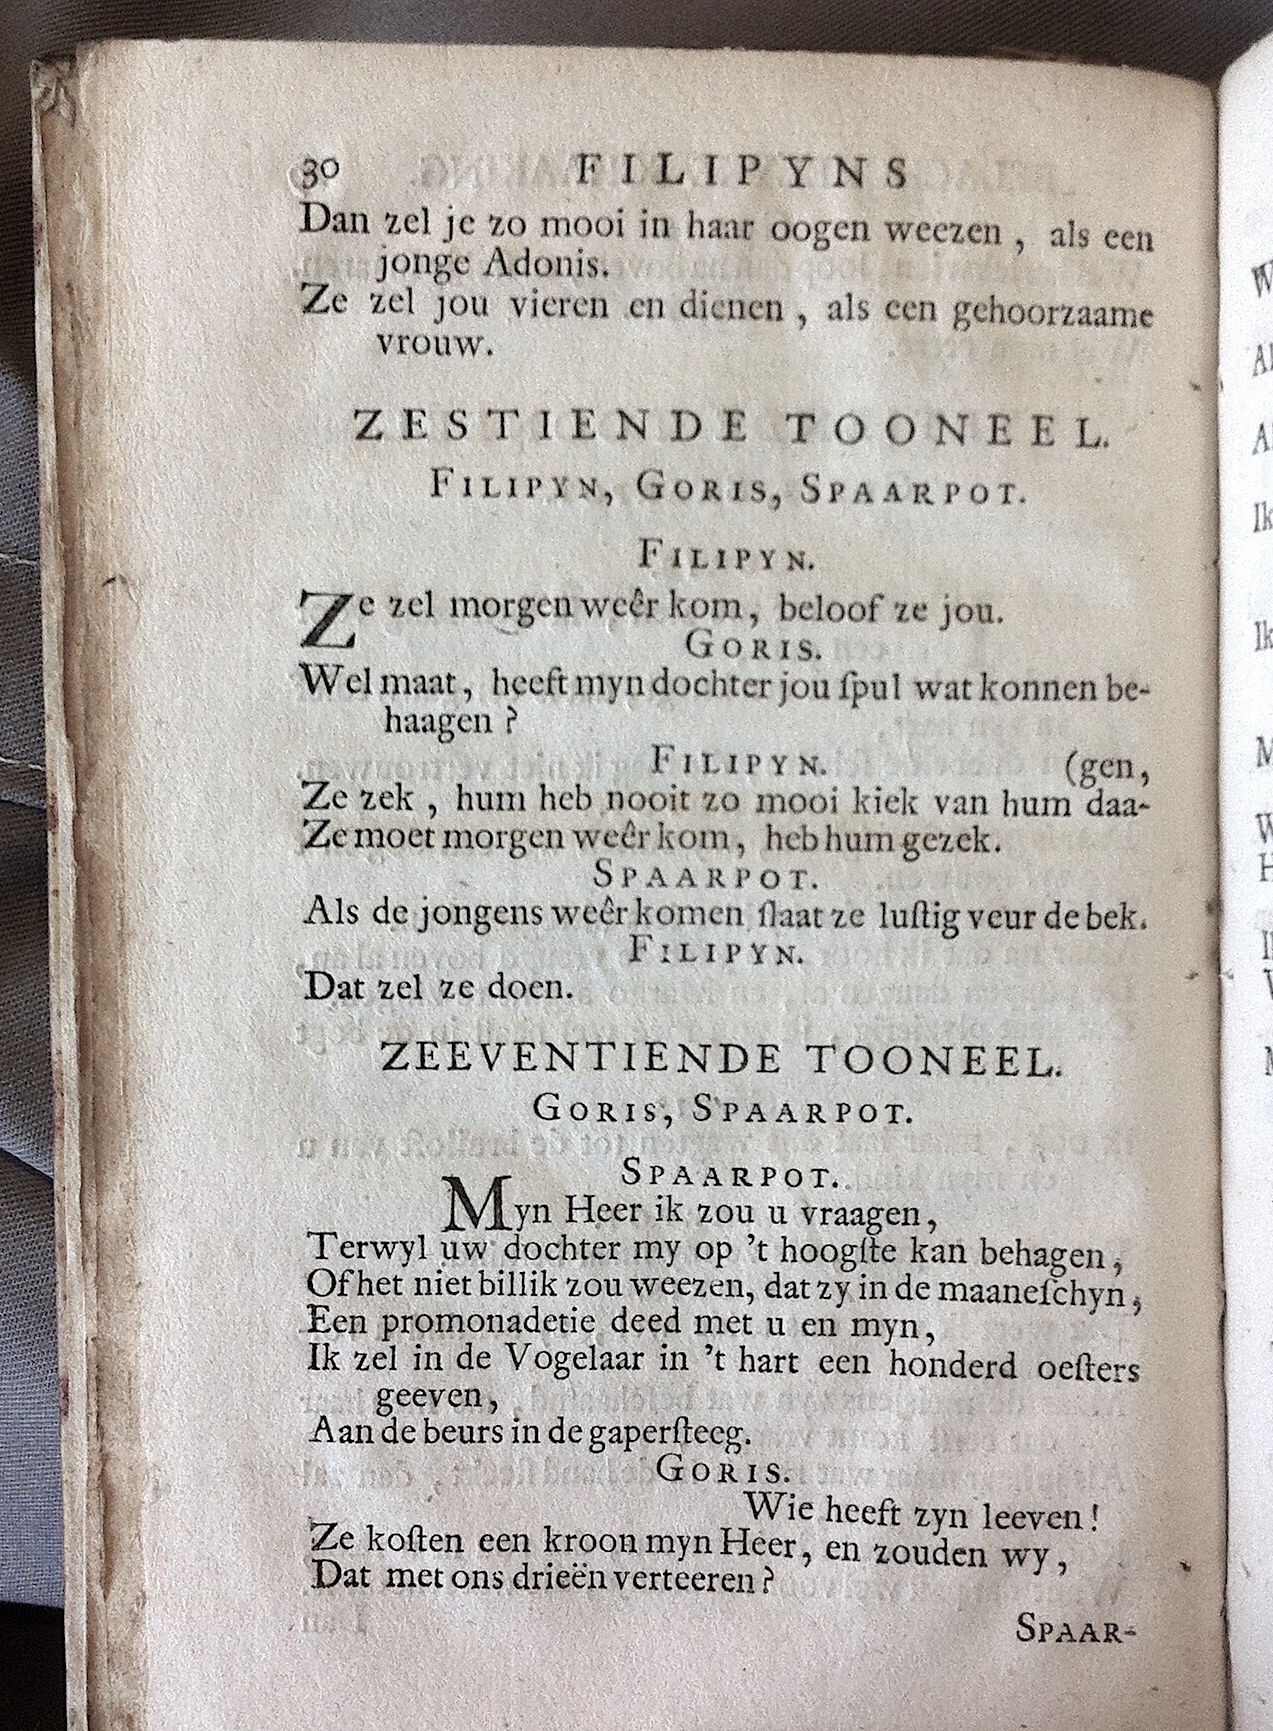 30 FILIPYNS
Dan zel je zo mooi in haar oogen weezen, als een
jonge Adonis.
Ze zel jou vieren en dienen, als een gehoorzaame
vrouw.
ZESTIENDE TOONEEL.
FILIPYN, GORIS, SPAARPOT.
FILIPYN.
Ze zel morgen weêr kom, beloof ze jou.
GORIS.
Wel maat, heeft myn dochter jou ſpul wat konnen be-
haagen?
FILIPYN. (gen,
Ze zek, hum heb nooit zo mooi kiek van hum daa-
Ze moet morgen weêr kom, heb hum gezek.
SPAARPOT.
Als de jongens weêr komen ſlaat ze luſtig veur de bek.
FILIPYN.
Dat zel ze doen.
ZEEVENTIENDE TOONEEL.
GORIS, SPAARPOT.
SPAARPOT.
Myn Heer ik zou u vraagen,
Terwyl uw dochter my op 't hoogſte kan behagen,
Of het niet billik zou weezen, dat zy in de maaneſchyn,
Een promonadetie deed met u en myn,
Ik zel in de Vogelaar in 't hart een honderd oeſters
geeven,
Aan de beurs in de gaperſteeg.
GORIS.
Wie heeft zyn leeven!
Ze koſten een kroon myn Heer, en zouden wy,
Dat met ons drieën verteeren?
SPAAR-